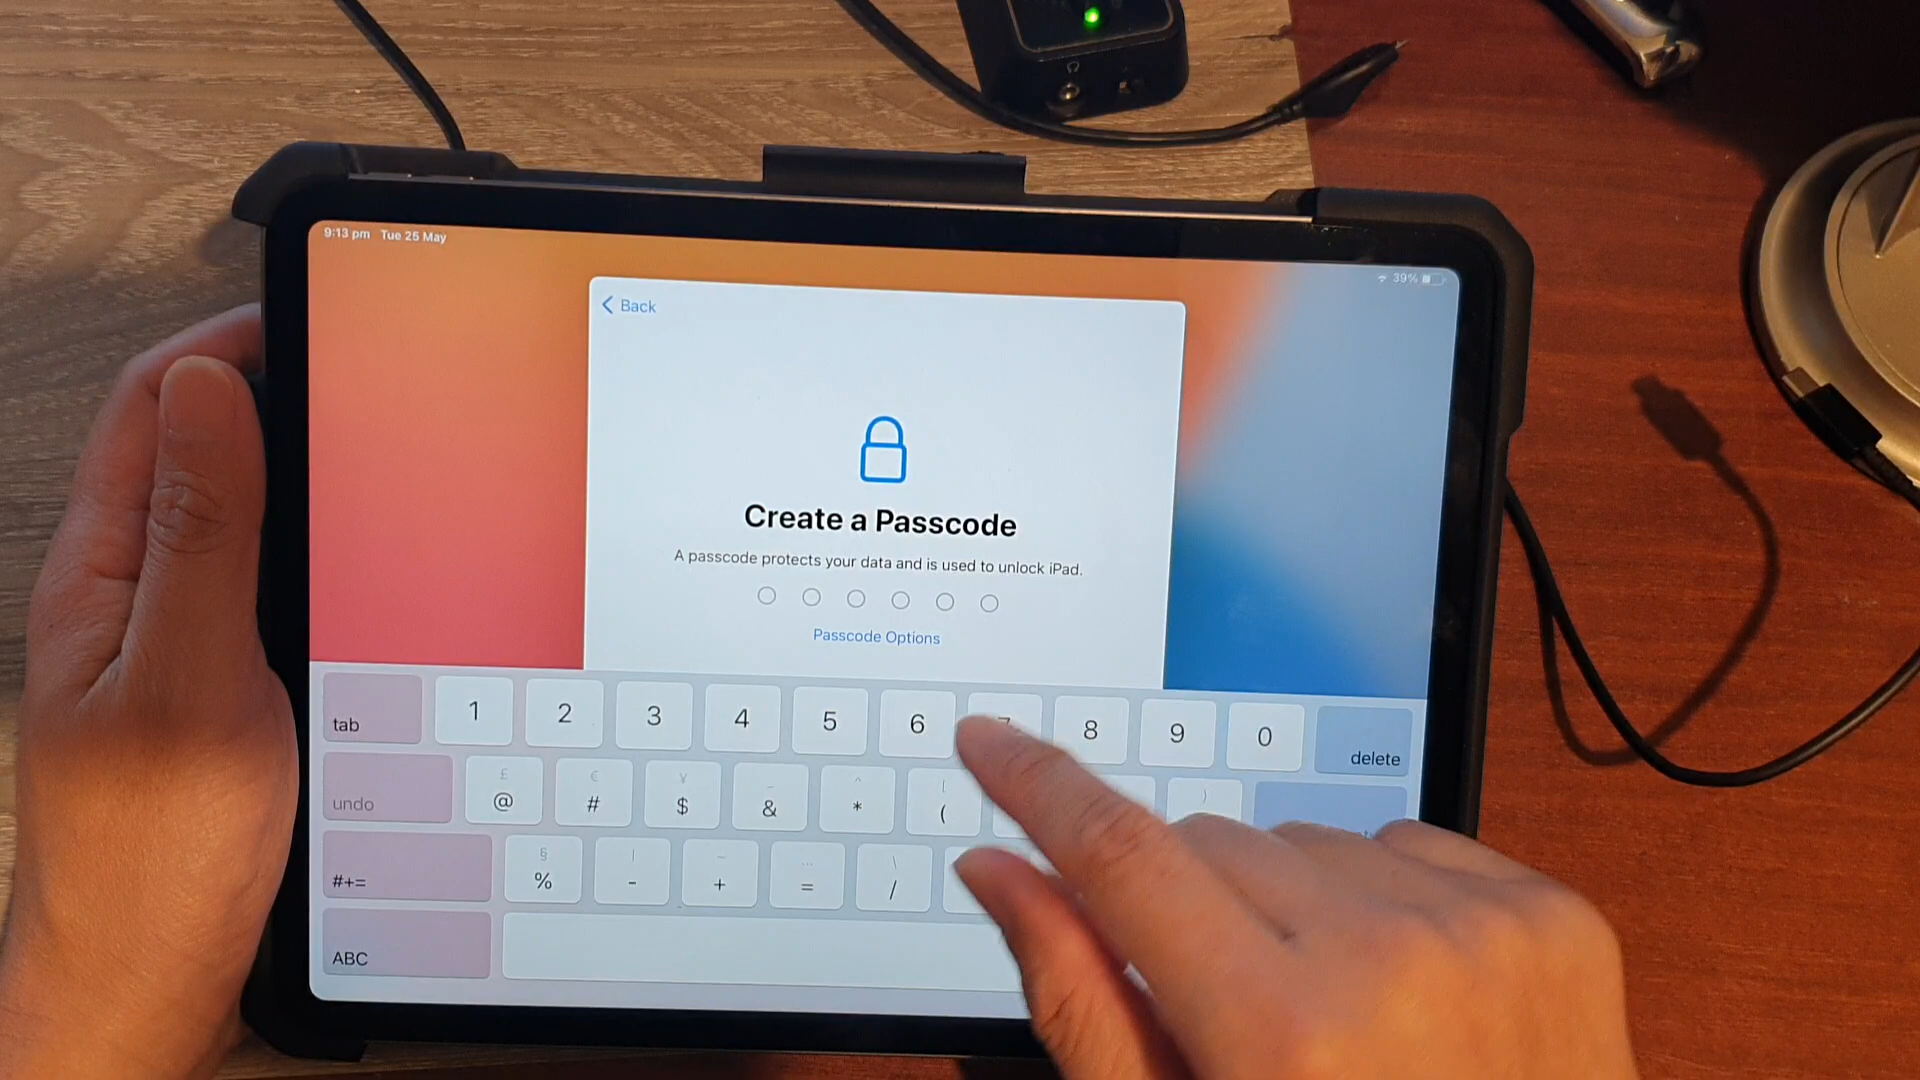 9:13 pm Tue 25 May
39%
Back
Create a Passcode
A passcode protects your data and is used to unlock iPad.
Passcode Options
tab 1 2 3 4 5 6 8 9 0 delete
£ € ¥ _ ^ [ }
undo @ # $ & * (
§ | ~ … \
#+= % - + = /
ABC